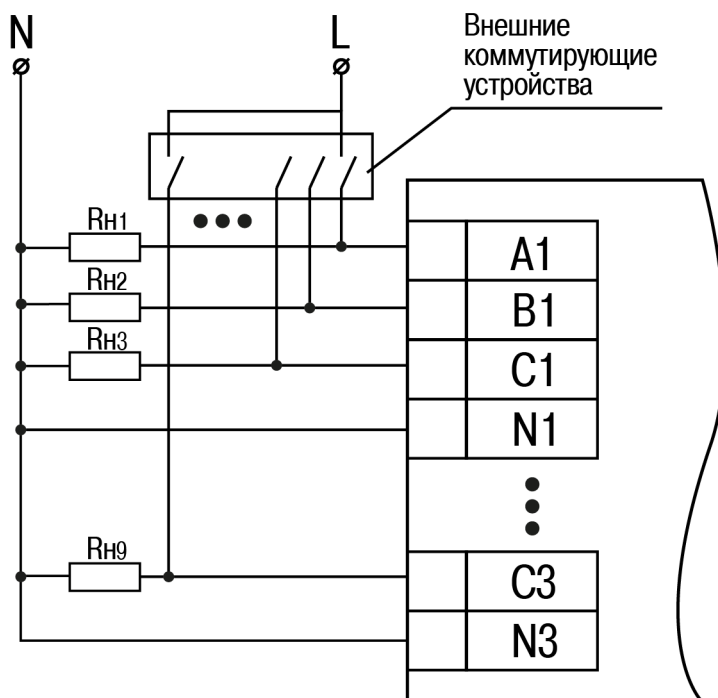 N
L
Внешние
коммутирующие
устройства
Rн1
Rн2
Rн3
Rн9
A1
B1
C1
N1
C3
N3